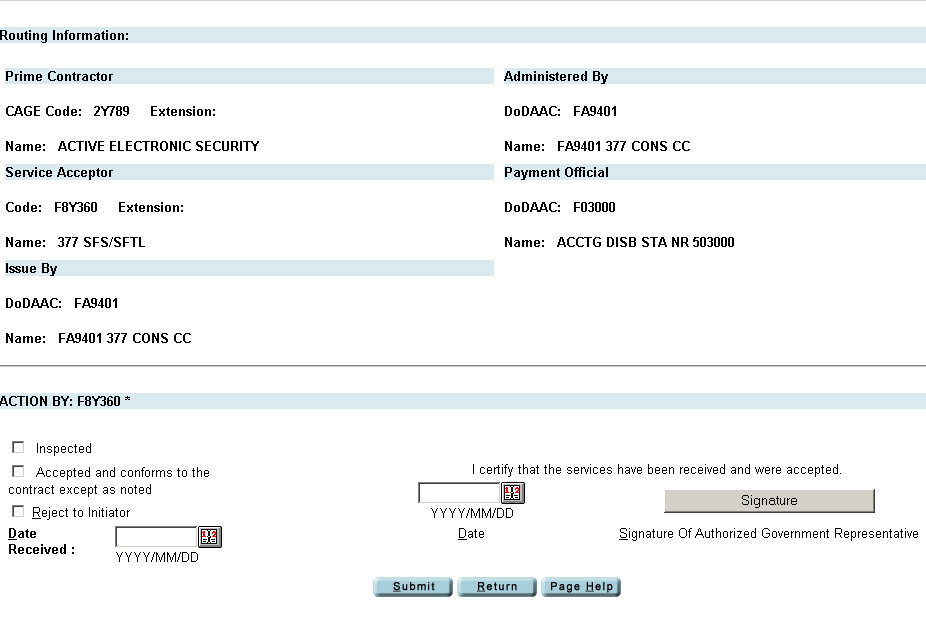 Routing Information:
Prime Contractor
Administered By
CAGE Code: 2Y789 Extension:
DoDAAC: FA9401
Name: ACTIVE ELECTRONIC SECURITY
Name: FA9401 377 CONS CC
Service Acceptor
Payment Official
Code: F8Y360 Extension:
DoDAAC: F03000
Name: 377 SFS/SFTL
Name: ACCTG DISB STA NR 503000
Issue By
DoDAAC: FA9401
Name: FA9401 377 CONS CC
ACTION BY: F8Y360 *
Inspected
Accepted and conforms to the
contract except as noted
Reject to Initiator
Date
Received :
YYYY/MM/DD
I certify that the services have been received and were accepted.
YYYY/MM/DD
Date
Signature
Signature Of Authorized Government Representative
Submit
Return
Page Help